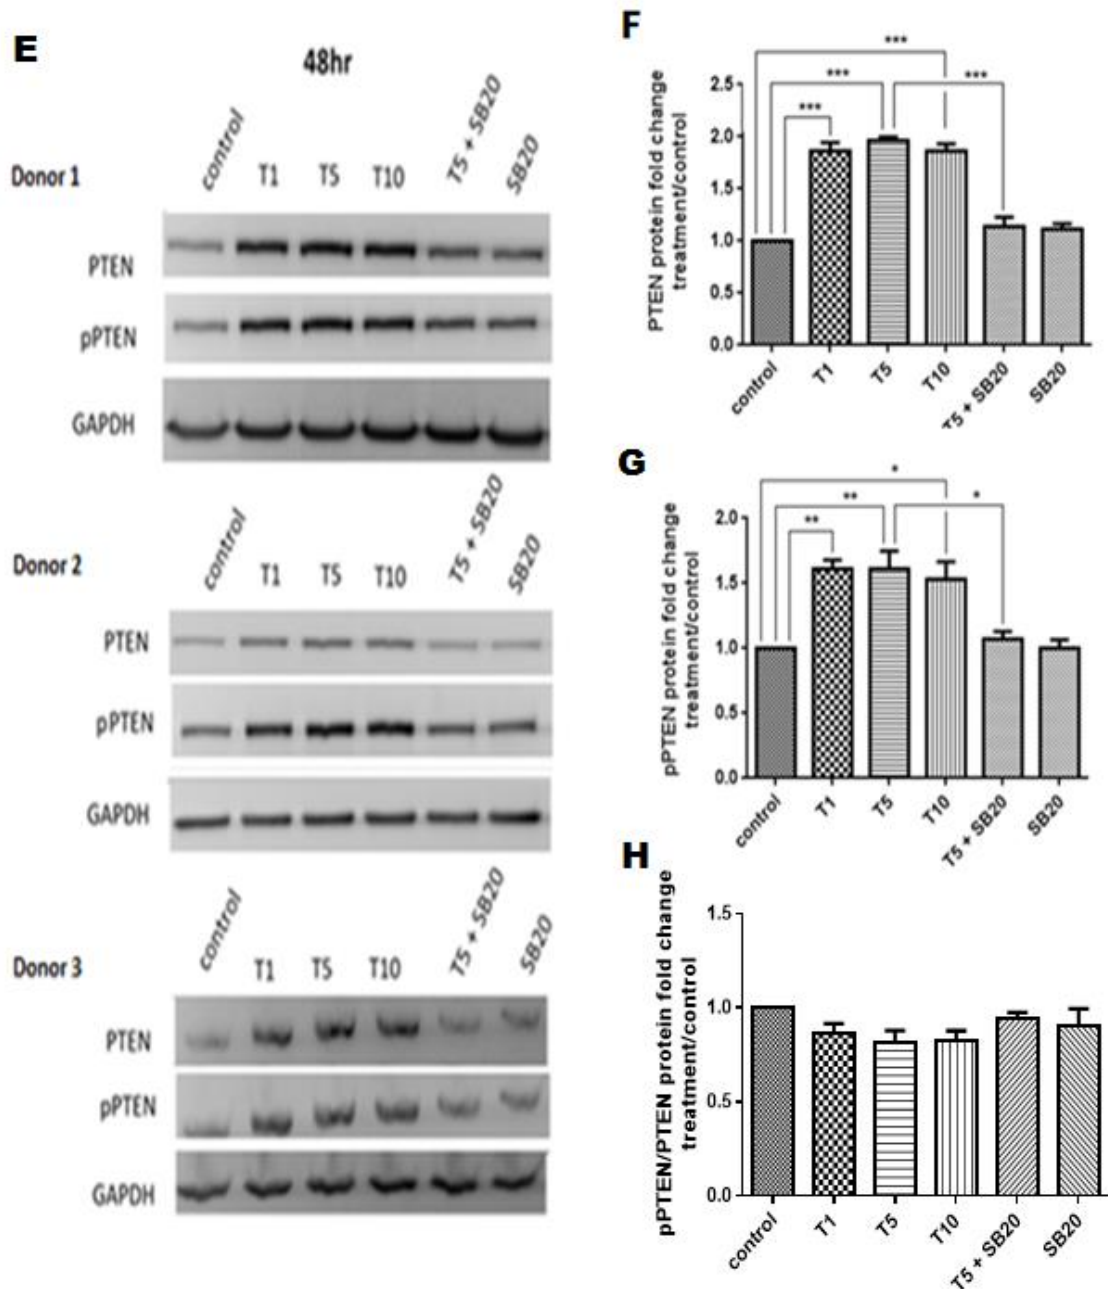 E
48hr
Donor 1
control T1 T5 T10 T5 + SB20 SB20
PTEN
pPTEN
GAPDH
Donor 2
control T1 T5 T10 T5 + SB20 SB20
PTEN
pPTEN
GAPDH
Donor 3
control T1 T5 T10 T5 + SB20 SB20
PTEN
pPTEN
GAPDH
F
PTEN protein fold change
treatment/control
***
*** ***
***
2.5
2.0
1.5
1.0
0.5
0.0
control T1 T5 T10 T5 + SB20 SB20
G
pPTEN protein fold change
treatment/control
*
** *
**
2.0
1.5
1.0
0.5
0.0
control T1 T5 T10 T5 + SB20 SB20
H
pPTEN/PTEN protein fold change
treatment/control
1.5
1.0
0.5
0.0
control T1 T5 T10 T5 + SB20 SB20